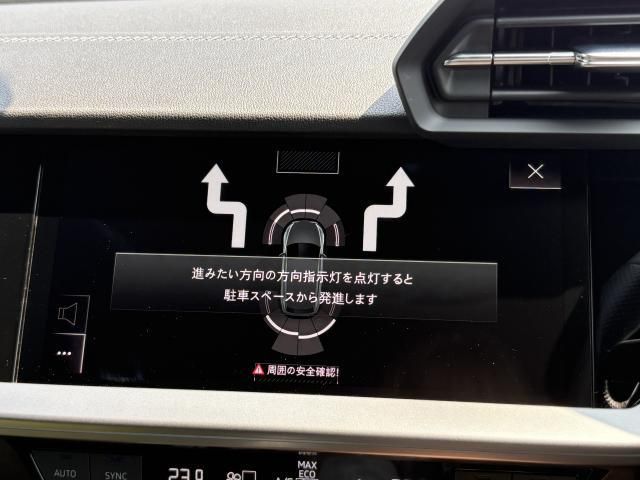 進みたい方向の方向指示灯を点灯すると
駐車スペースから発進します
周囲の安全確認!
AUTO
SYNC
MAX
ECO